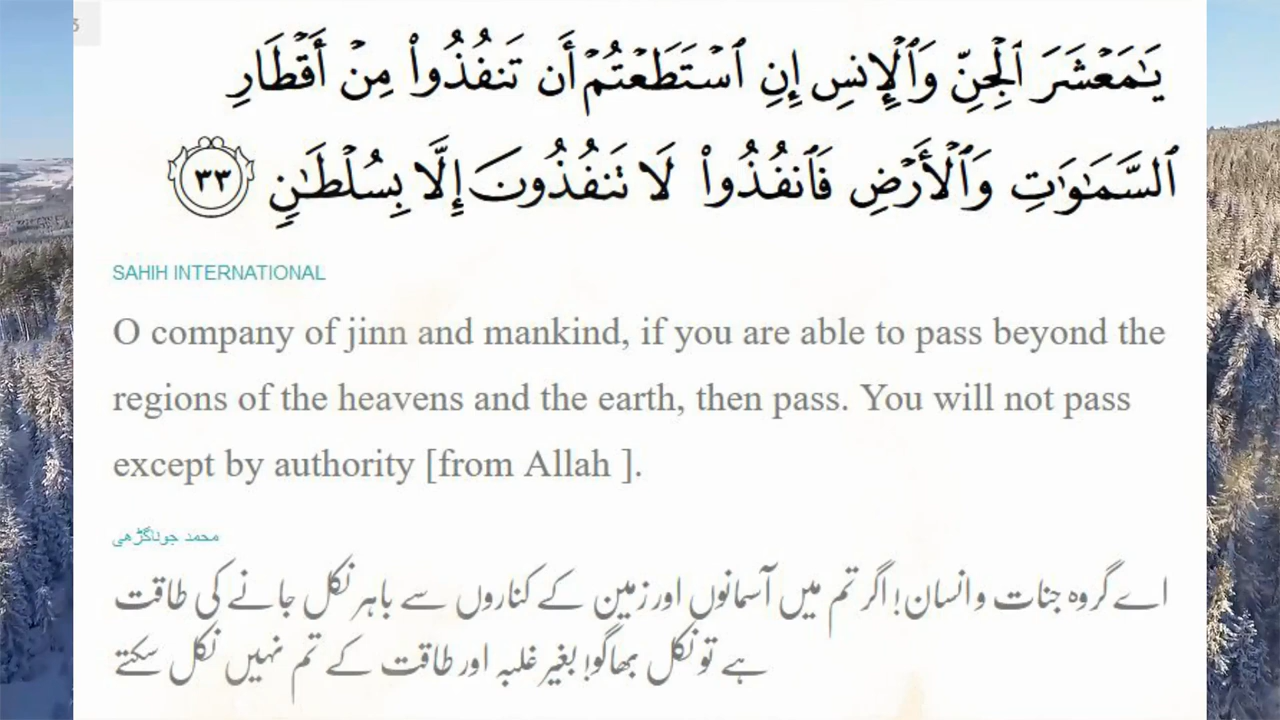 يَـٰمَعْشَرَ ٱلْجِنِّ وَٱلْإِنسِ إِنِ ٱسْتَطَعْتُمْ أَن تَنفُذُوا۟ مِنْ أَقْطَارِ
ٱلسَّمَـٰوَٰتِ وَٱلْأَرْضِ فَٱنفُذُوا۟ لَا تَنفُذُونَ إِلَّا بِسُلْطَـٰنٍ ٣٣
SAHIH INTERNATIONAL
O company of jinn and mankind, if you are able to pass beyond the
regions of the heavens and the earth, then pass. You will not pass
except by authority [from Allah ].
محمد جوناگڑھی
اے گروہ جنات و انسان! اگر تم میں آسمانوں اور زمین کے کناروں سے باہر نکل جانے کی طاقت
ہے تو نکل بھاگو! بغیر غلبہ اور طاقت کے تم نہیں نکل سکتے